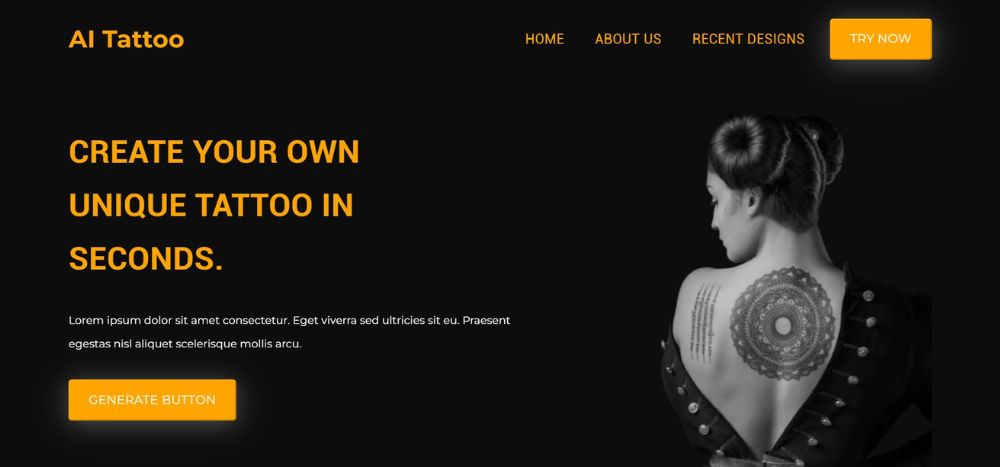 AI Tattoo
HOME
ABOUT US
RECENT DESIGNS
TRY NOW
CREATE YOUR OWN
UNIQUE TATTOO IN
SECONDS.
Lorem ipsum dolor sit amet consectetur. Eget viverra sed ultricies sit eu. Praesent
egestas nisl aliquet scelerisque mollis arcu.
GENERATE BUTTON